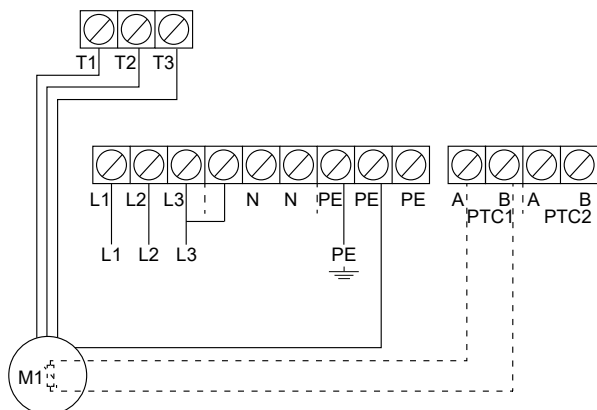 T1 T2 T3
L1 L2 L3 N N PE PE PE A B A B
PTC1 PTC2
L1 L2 L3 PE
M1